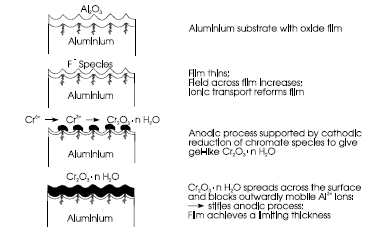 Al₂O₃
Aluminium
Aluminium substrate with oxide film
F⁻ Species
Aluminium
Film thins;
Field across film increases;
Ionic transport reforms film
Cr⁶⁺ → Cr³⁺ → Cr₂O₃· n H₂O
Aluminium
Anodic process supported by cathodic
reduction of chromate species to give
gel-like Cr₂O₃· n H₂O
Cr₂O₃· n H₂O
Aluminium
Cr₂O₃· n H₂O spreads across the surface
and blocks outwardly mobile Al³⁺ ions;
→ stifles anodic process;
Film achieves a limiting thickness